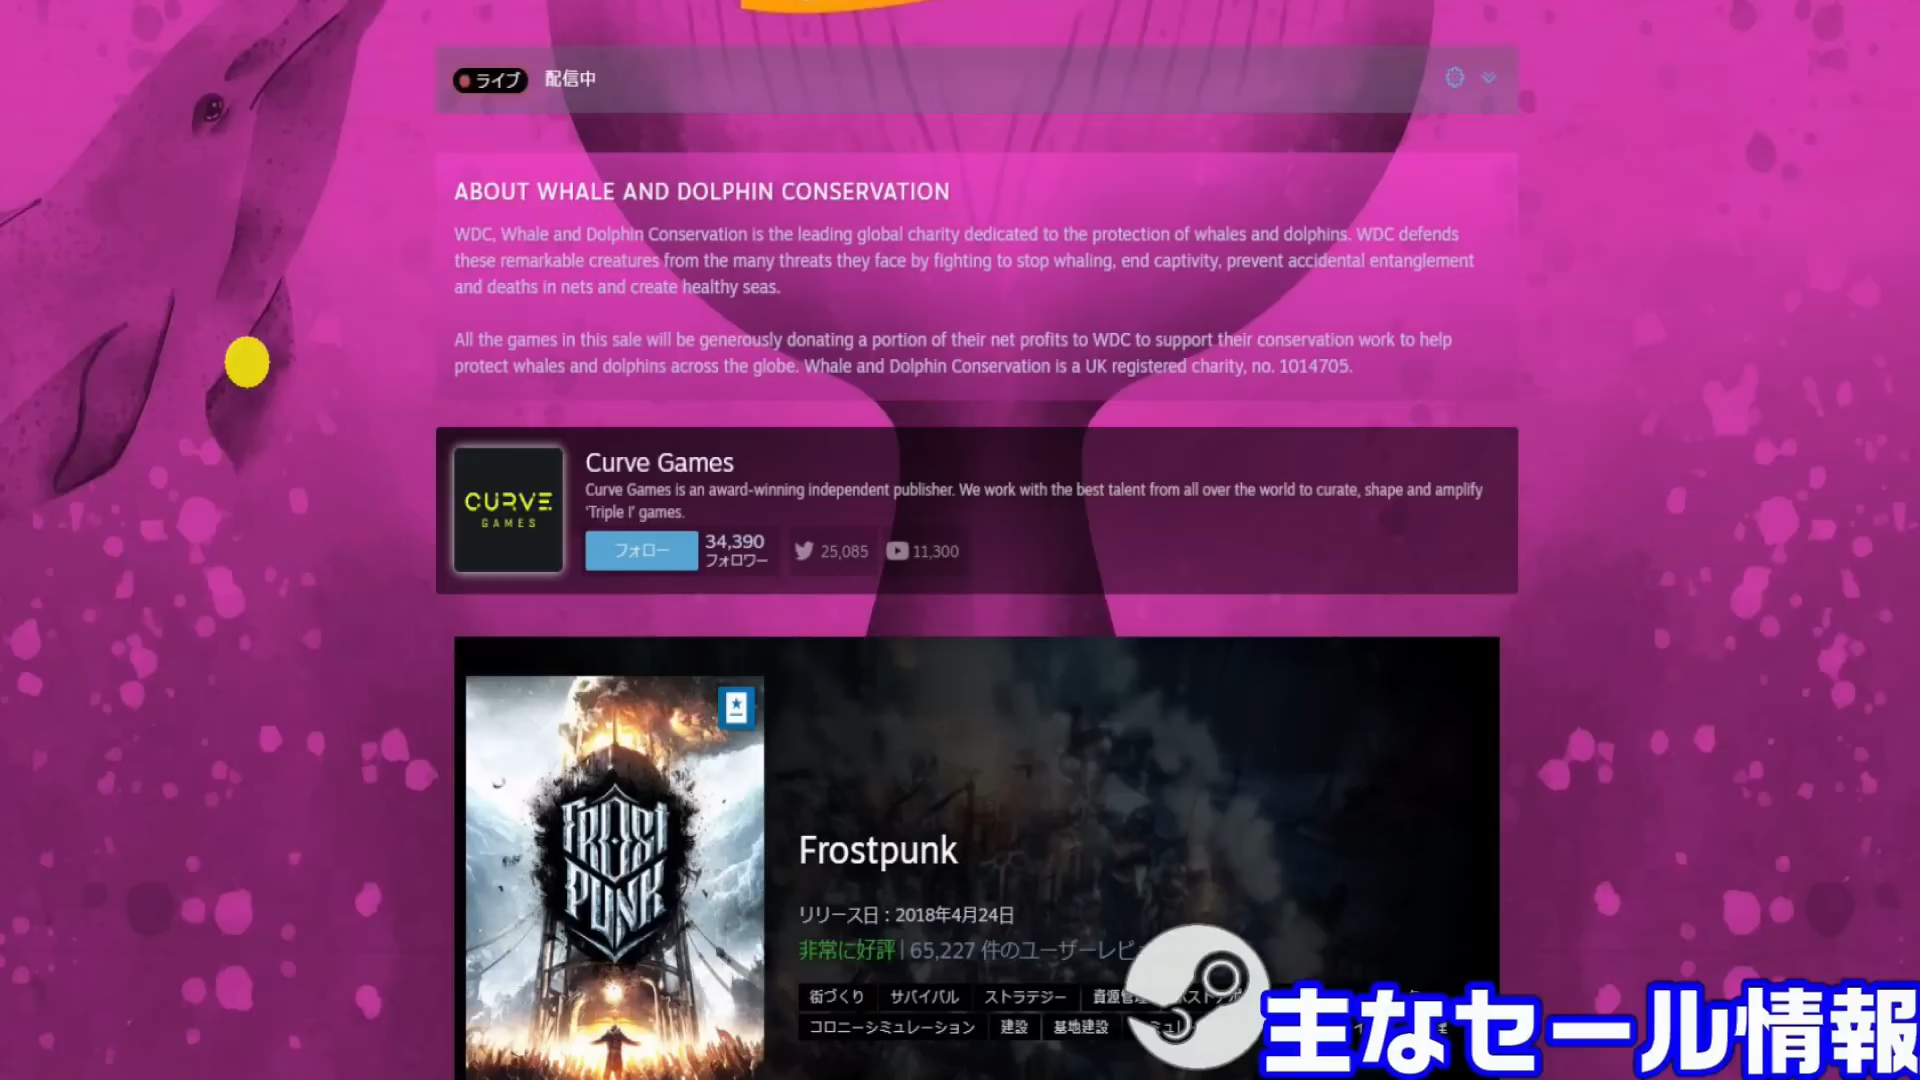 ライブ 配信中
ABOUT WHALE AND DOLPHIN CONSERVATION
WDC, Whale and Dolphin Conservation is the leading global charity dedicated to the protection of whales and dolphins. WDC defends
these remarkable creatures from the many threats they face by fighting to stop whaling, end captivity, prevent accidental entanglement
and deaths in nets and create healthy seas.
All the games in this sale will be generously donating a portion of their net profits to WDC to support their conservation work to help
protect whales and dolphins across the globe. Whale and Dolphin Conservation is a UK registered charity, no. 1014705.
CURVE
GAMES
Curve Games
Curve Games is an award-winning independent publisher. We work with the best talent from all over the world to curate, shape and amplify
'Triple I' games.
フォロー 34,390 フォロワー 25,085 11,300
FROST
PUNK
Frostpunk
リリース日 : 2018年4月24日
非常に好評 | 65,227 件のユーザーレビ
街づくり サバイバル ストラテジー 資源管
コロニーシミュレーション 建設 基地建設
主なセール情報